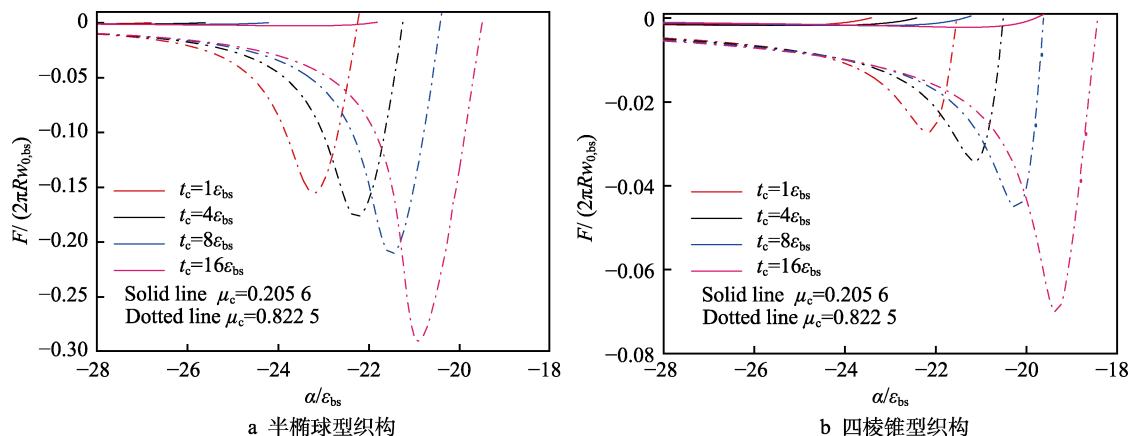 0
−0.05
−0.10
−0.15
−0.20
−0.25
−0.30
F/ (2πRw0,bs)
tc=1εbs
tc=4εbs
tc=8εbs
tc=16εbs
Solid line μc=0.205 6
Dotted line μc=0.822 5
−28 −26 −24 −22 −20 −18
α/εbs
a 半椭球型织构
0
−0.02
−0.04
−0.06
−0.08
F/ (2πRw0,bs)
tc=1εbs
tc=4εbs
tc=8εbs
tc=16εbs
Solid line μc=0.205 6
Dotted line μc=0.822 5
−28 −26 −24 −22 −20 −18
α/εbs
b 四棱锥型织构